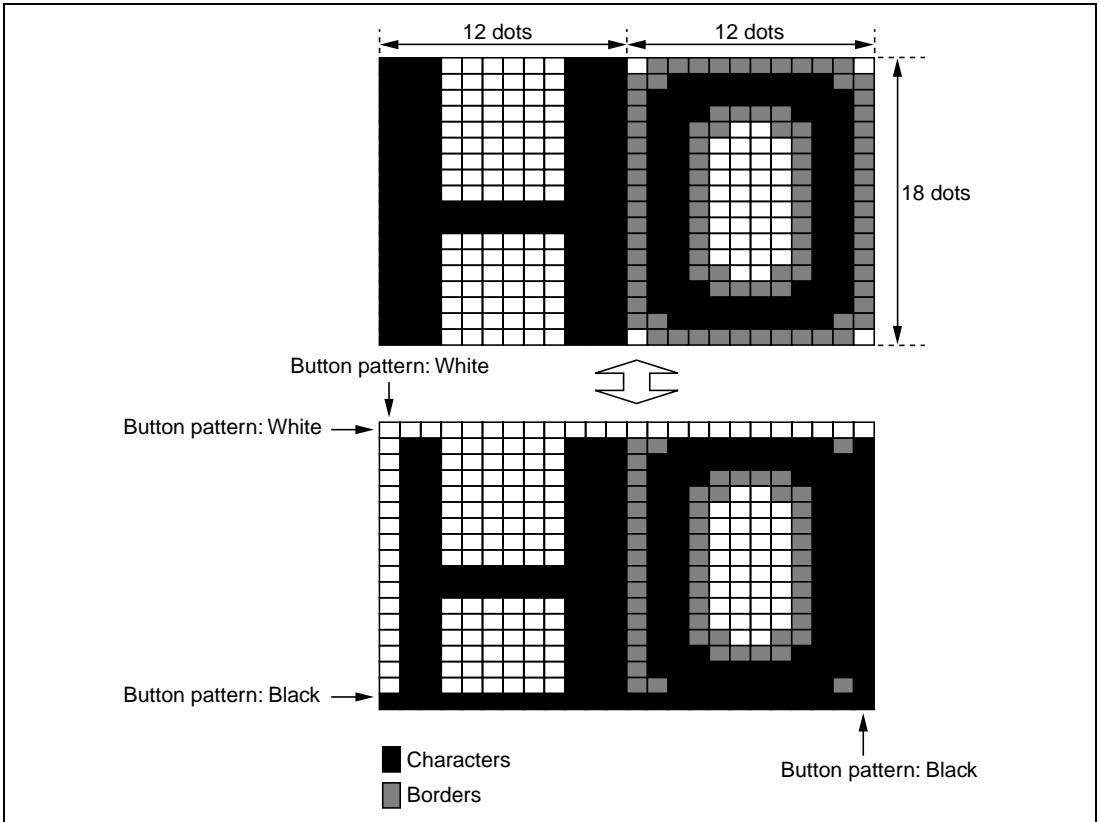 12 dots
12 dots
18 dots
Button pattern: White
Button pattern: White
Button pattern: Black
Characters
Borders
Button pattern: Black